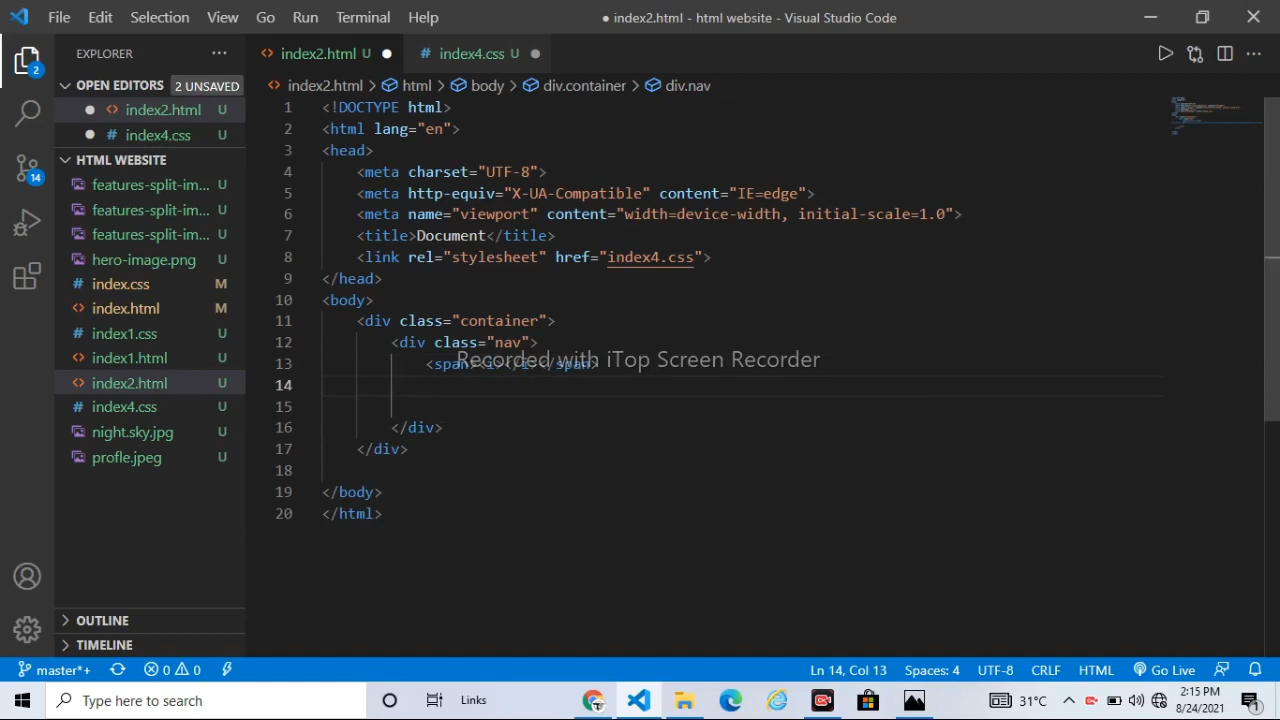 File Edit Selection View Go Run Terminal Help
● index2.html - html website - Visual Studio Code
EXPLORER ...
index2.html U ●
# index4.css U ●
index2.html > html > body > div.container > div.nav
OPEN EDITORS 2 UNSAVED
● index2.html U
● # index4.css U
HTML WEBSITE
features-split-im... U
features-split-im... U
features-split-im... U
hero-image.png U
# index.css M
index.html M
# index1.css U
index1.html U
index2.html U
# index4.css U
night.sky.jpg U
profle.jpeg U
OUTLINE
TIMELINE
2
14
1 <!DOCTYPE html>
2 <html lang="en">
3 <head>
4 <meta charset="UTF-8">
5 <meta http-equiv="X-UA-Compatible" content="IE=edge">
6 <meta name="viewport" content="width=device-width, initial-scale=1.0">
7 <title>Document</title>
8 <link rel="stylesheet" href="index4.css">
9 </head>
10 <body>
11 <div class="container">
12 <div class="nav">
13 <span><i></i></span>
14
15
16 </div>
17 </div>
18
19 </body>
20 </html>
Recorded with iTop Screen Recorder
master*+ 0 0 Ln 14, Col 13 Spaces: 4 UTF-8 CRLF HTML Go Live
Type here to search Links 31°C 2:15 PM
8/24/2021 1